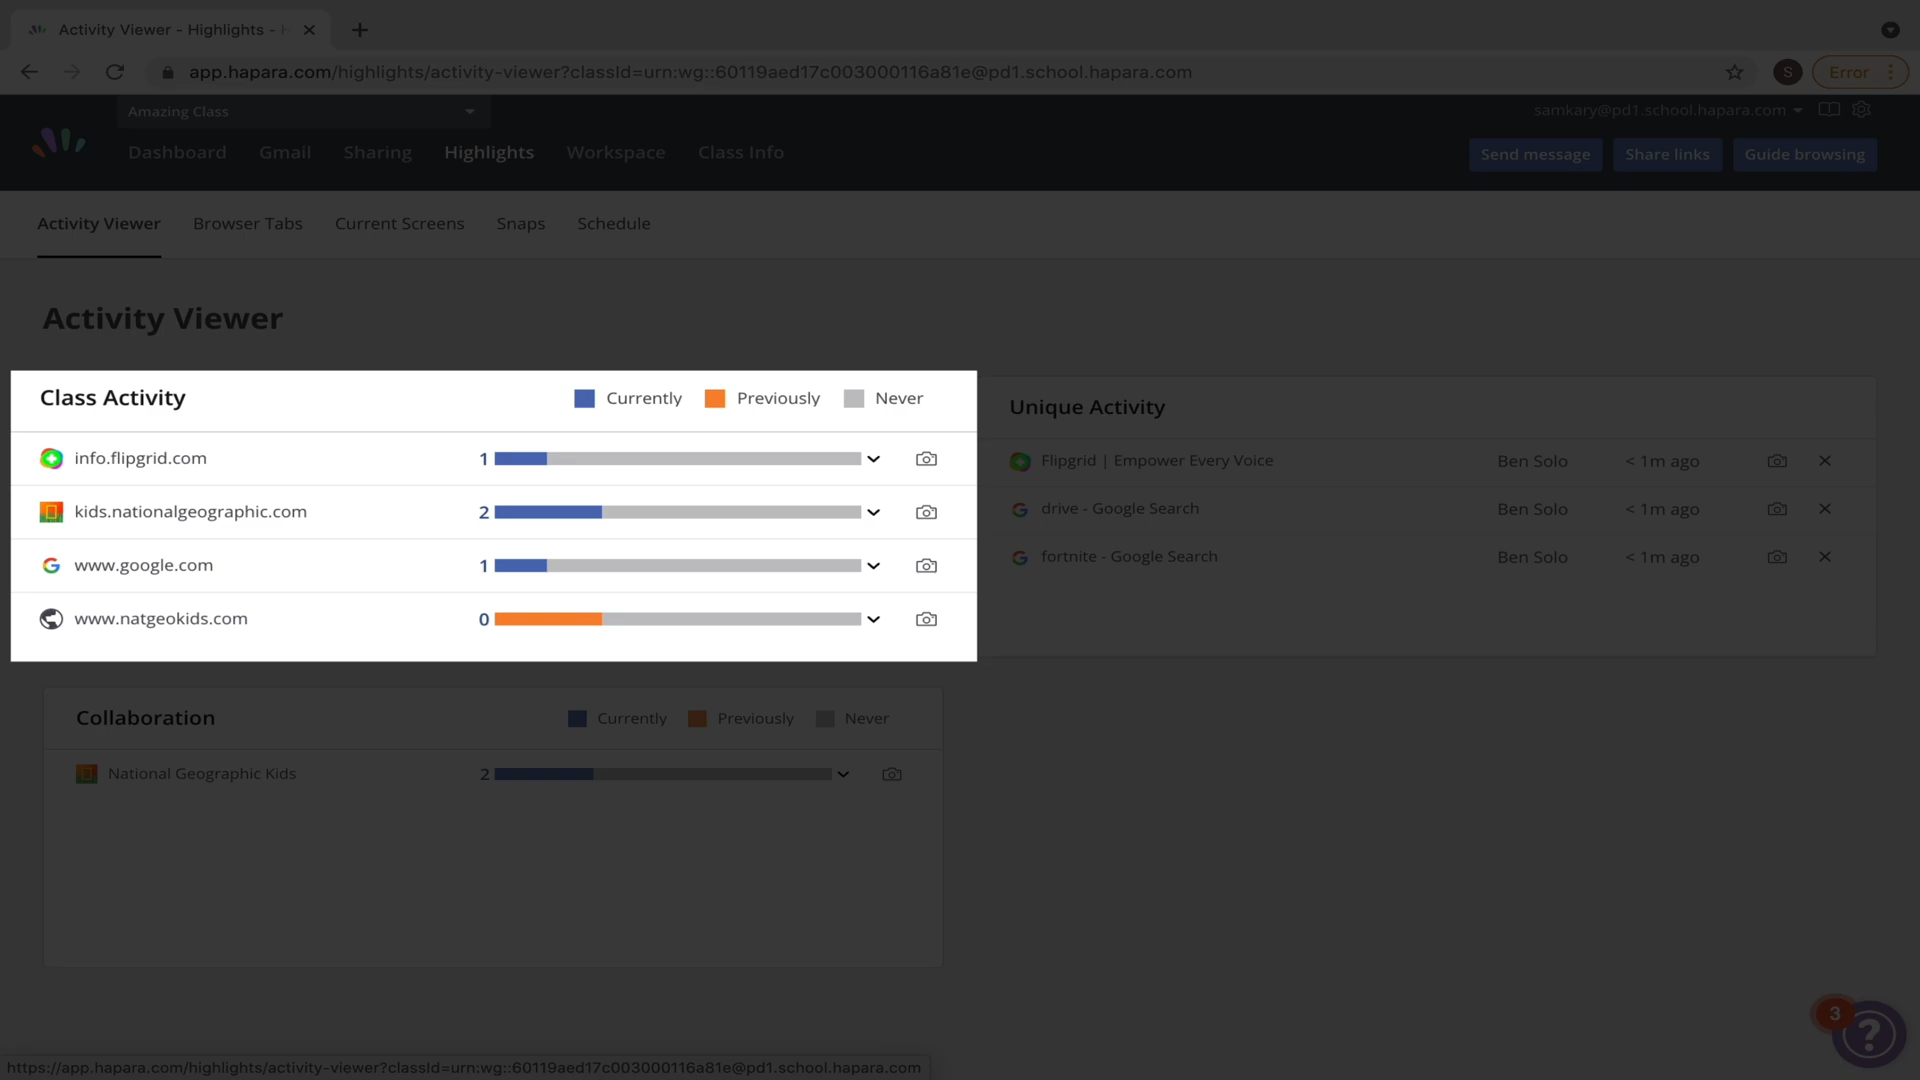 Activity Viewer - Highlights - H
app.hapara.com/highlights/activity-viewer?classId=urn:wg::60119aed17c003000116a81e@pd1.school.hapara.com
S
Error
Amazing Class
samkary@pd1.school.hapara.com
Dashboard Gmail Sharing Highlights Workspace Class Info
Send message Share links Guide browsing
Activity Viewer Browser Tabs Current Screens Snaps Schedule
Activity Viewer
Class Activity Currently Previously Never
info.flipgrid.com 1
kids.nationalgeographic.com 2
www.google.com 1
www.natgeokids.com 0
Unique Activity
Flipgrid | Empower Every Voice Ben Solo < 1m ago
drive - Google Search Ben Solo < 1m ago
fortnite - Google Search Ben Solo < 1m ago
Collaboration Currently Previously Never
National Geographic Kids 2
3
?
https://app.hapara.com/highlights/activity-viewer?classId=urn:wg::60119aed17c003000116a81e@pd1.school.hapara.com